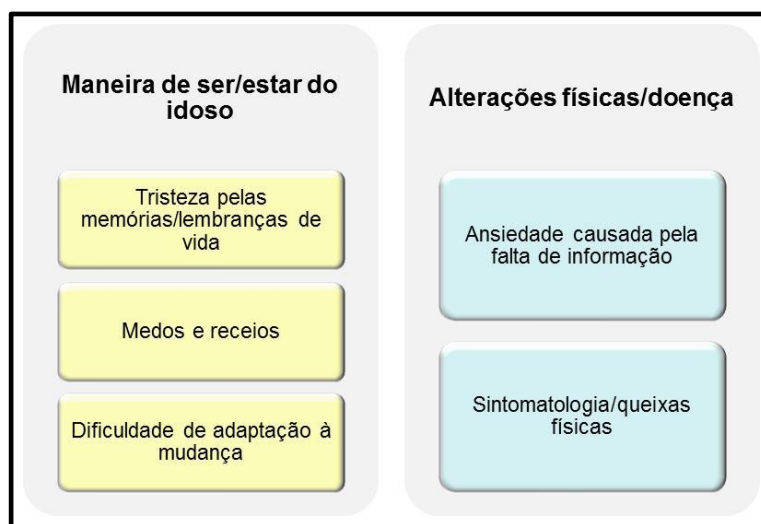 Maneira de ser/estar do
idoso
Tristeza pelas
memórias/lembranças de
vida
Medos e receios
Dificuldade de adaptação à
mudança
Alterações físicas/doença
Ansiedade causada pela
falta de informação
Sintomatologia/queixas
físicas